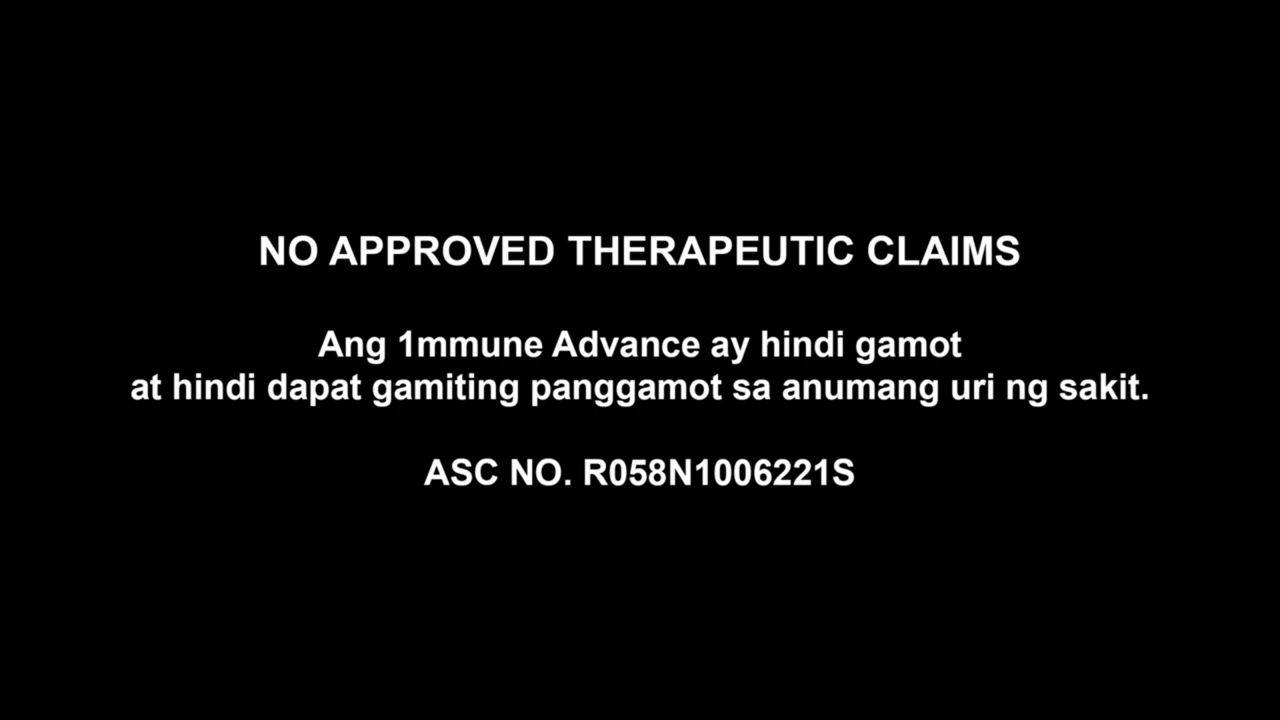 NO APPROVED THERAPEUTIC CLAIMS
Ang 1mmune Advance ay hindi gamot
at hindi dapat gamiting panggamot sa anumang uri ng sakit.
ASC NO. R058N1006221S